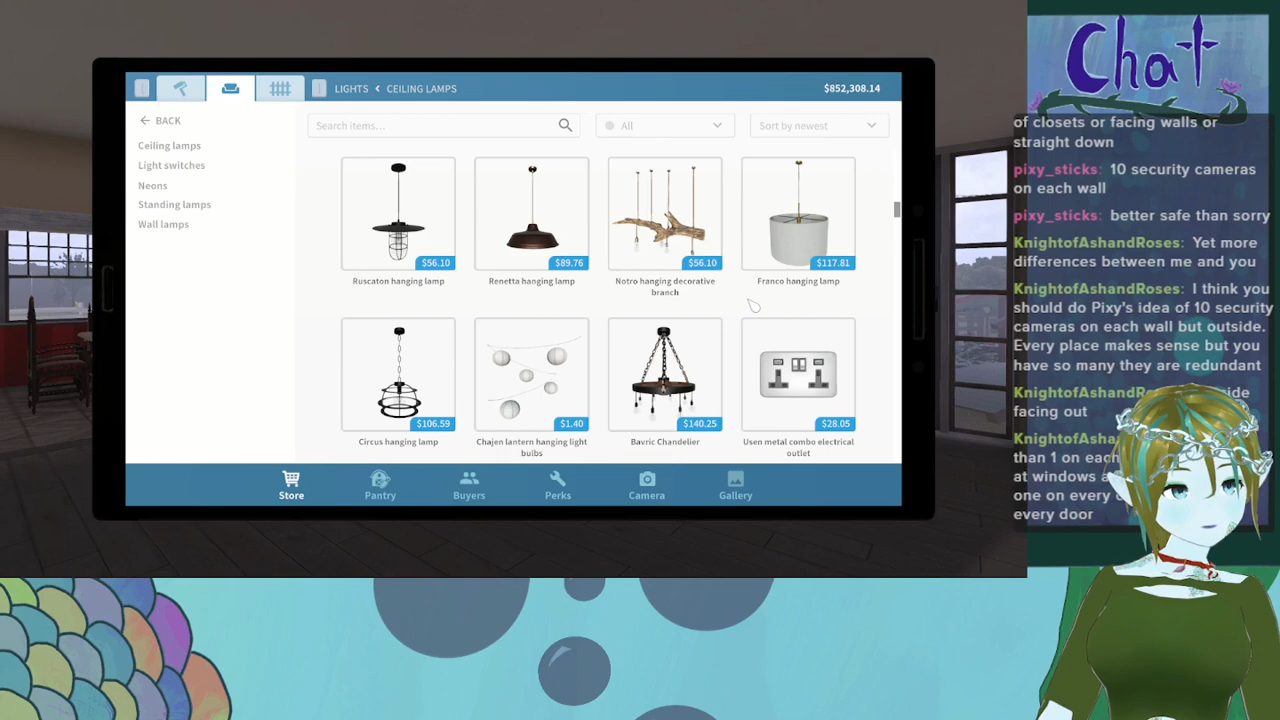 LIGHTS < CEILING LAMPS
$852,308.14
BACK
Ceiling lamps
Light switches
Neons
Standing lamps
Wall lamps
Search items...
All
Sort by newest
$56.10
$89.76
$56.10
$117.81
Ruscaton hanging lamp
Renetta hanging lamp
Notro hanging decorative
branch
Franco hanging lamp
$106.59
$1.40
$140.25
$28.05
Circus hanging lamp
Chajen lantern hanging light
bulbs
Bavric Chandelier
Usen metal combo electrical
outlet
Store
Pantry
Buyers
Perks
Camera
Gallery
Chat
of closets or facing walls or
straight down
pixy_sticks: 10 security cameras
on each wall
pixy_sticks: better safe than sorry
KnightofAshandRoses: Yet more
differences between me and you
KnightofAshandRoses: I think you
should do Pixy's idea of 10 security
cameras on each wall but outside.
Every place makes sense but you
have so many they are redundant
KnightofAshandRos
facing out
KnightofAsha
than 1 on each
at windows
one on every
every door